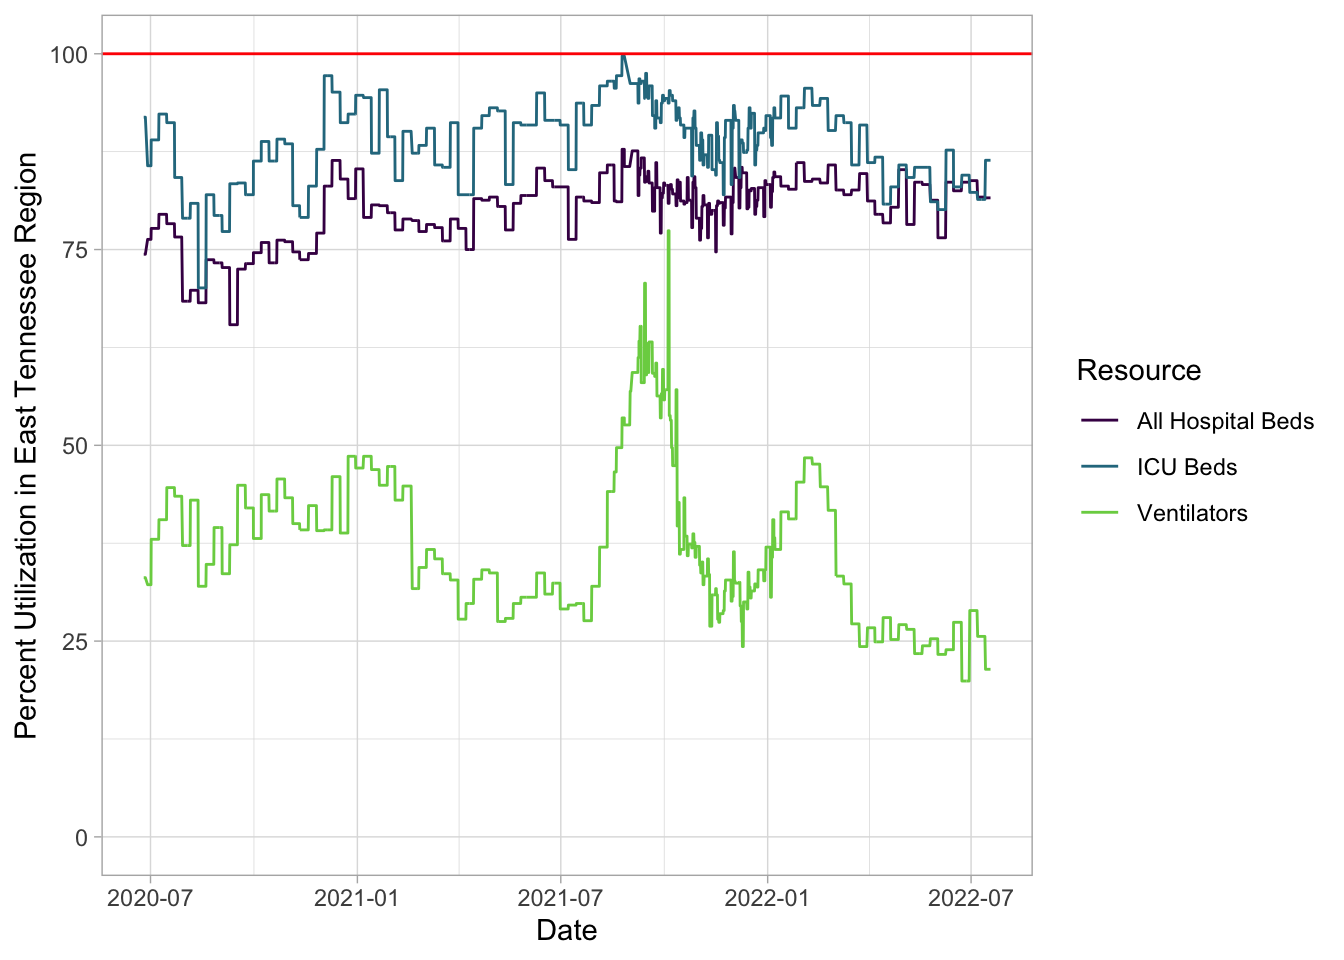 Percent Utilization in East Tennessee Region
100
75
50
25
0
2020-07
2021-01
2021-07
2022-01
2022-07
Date
Resource
All Hospital Beds
ICU Beds
Ventilators